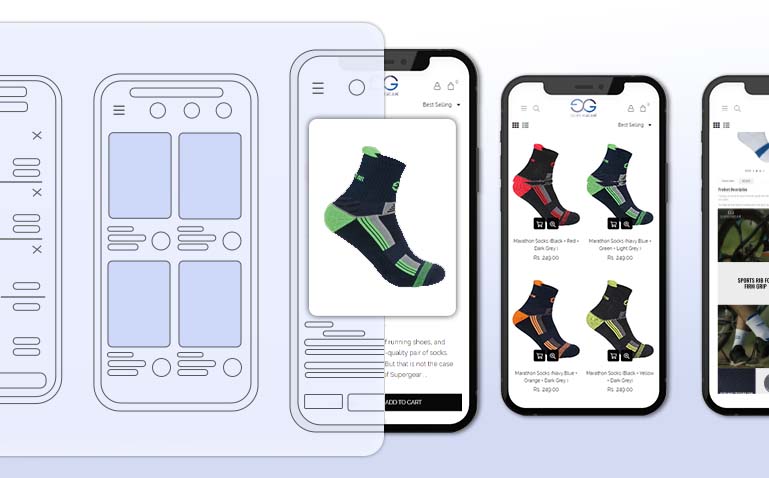 Best Selling
f running shoes, and
-quality pair of socks.
But that is not the case
of Supergear ...
ADD TO CART
Best Selling
Marathon Socks (Black + Red +
Dark Grey )
Rs. 249.00
Marathon Socks (Navy Blue +
Green + Light Grey )
Rs. 249.00
Marathon Socks (Navy Blue +
Orange + Dark Grey )
Rs. 249.00
Marathon Socks (Black + Yellow
+ Dark Grey)
Rs. 249.00
Product Description
SPORTS RIB FO
FIRM GRIP